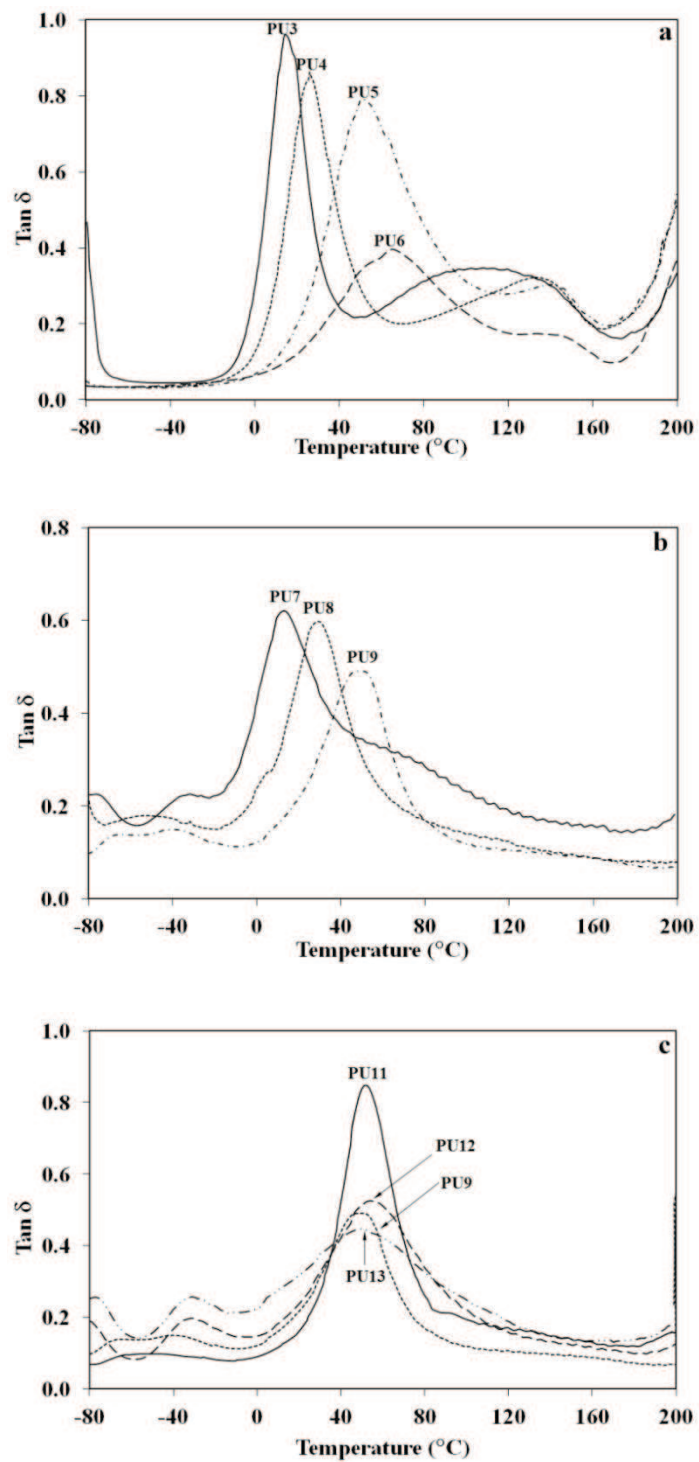 a
1.0
PU3
PU4
0.8
PU5
0.6
Tan δ
0.4
PU6
0.2
0.0
-80 -40 0 40 80 120 160 200
Temperature (°C)
0.8
b
PU7
PU8
0.6
PU9
Tan δ
0.4
0.2
0.0
-80 -40 0 40 80 120 160 200
Temperature (°C)
1.0
c
PU11
0.8
PU12
PU9
0.6
Tan δ
0.4
PU13
0.2
0.0
-80 -40 0 40 80 120 160 200
Temperature (°C)